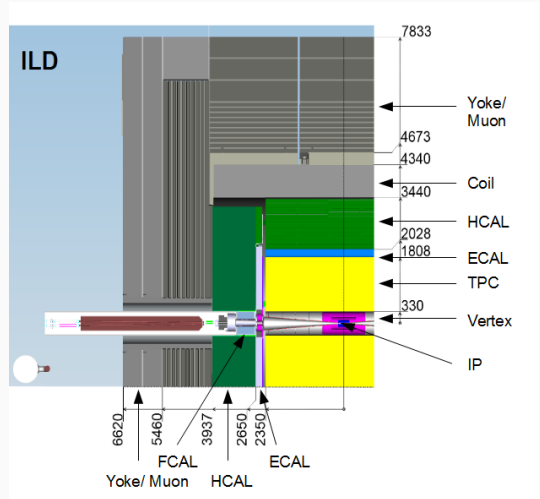 ILD
7833
Yoke/
Muon
4673
4340
Coil
3440
HCAL
2028
ECAL
1808
TPC
330
Vertex
IP
6620
5460
3937
2650
2350
FCAL
ECAL
Yoke/ Muon
HCAL